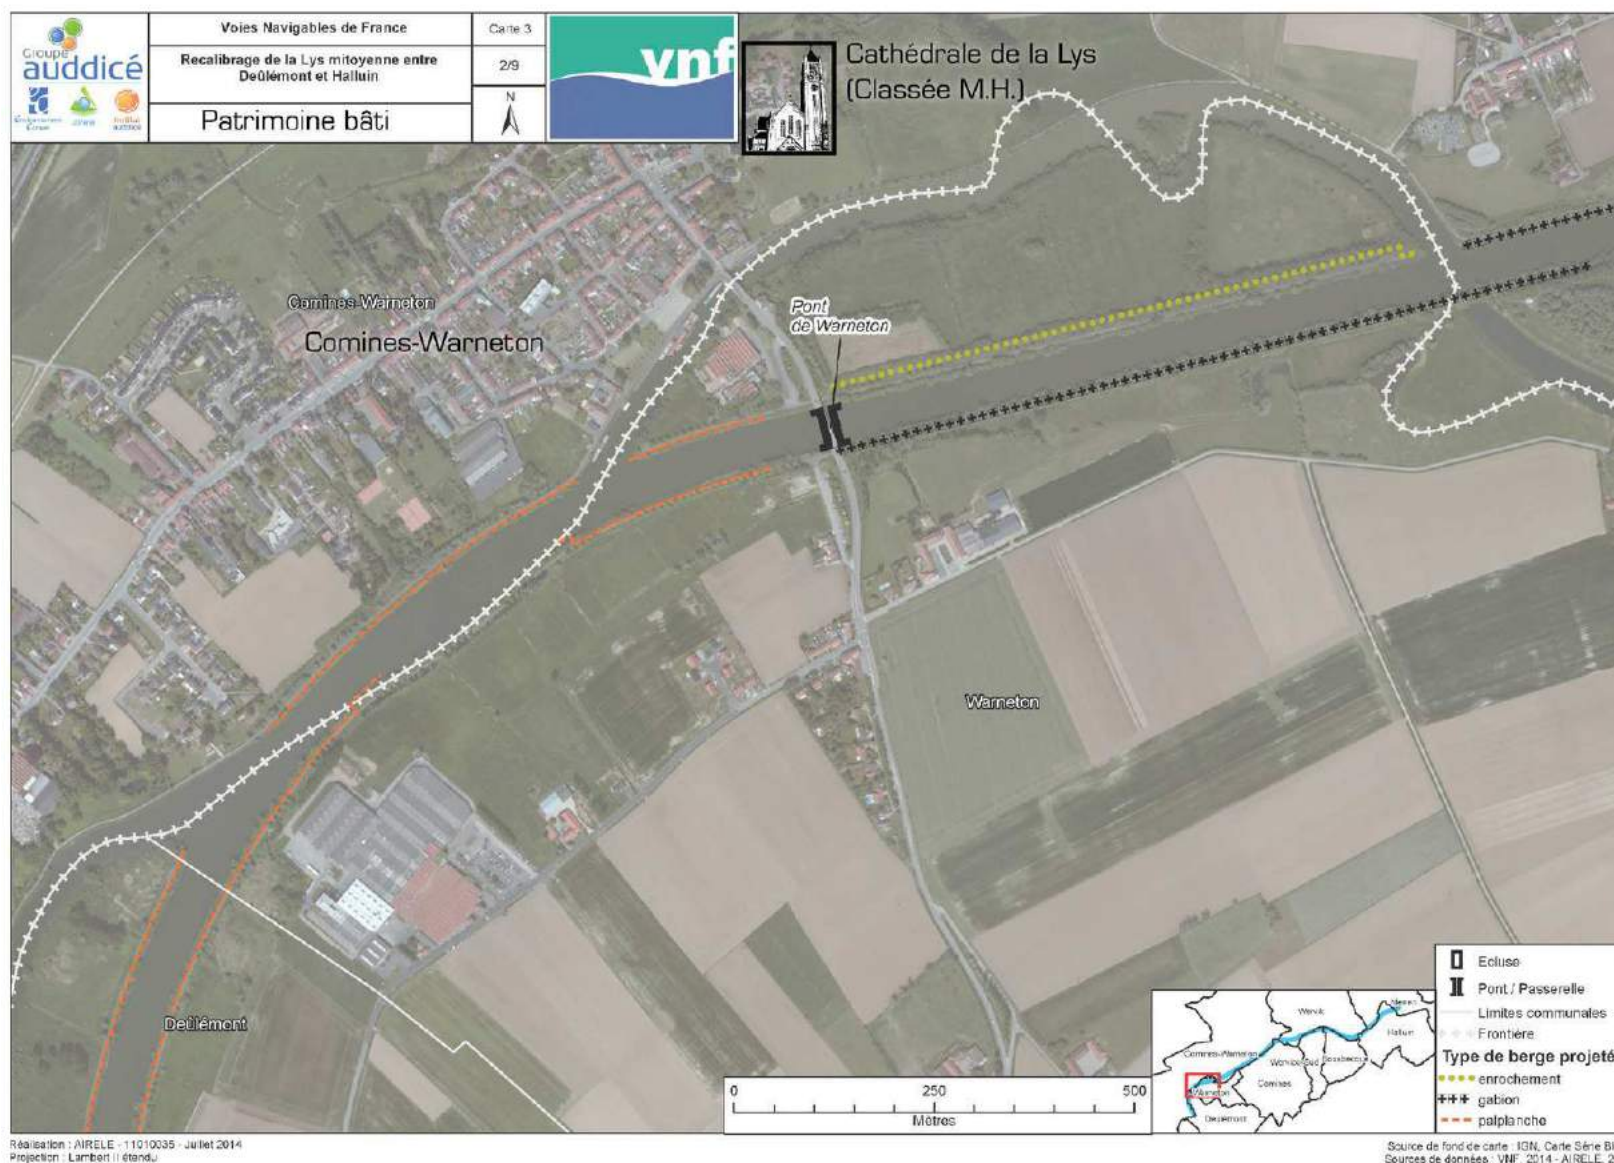 Groupe
auddicé
Voies Navigables de France
Carte 3
Recalibrage de la Lys mitoyenne entre
Deûlémont et Halluin
2/9
N
Patrimoine bâti
vnf
Cathédrale de la Lys
(Classée M.H.)
Comines-Warneton
Comines-Warneton
Pont
de Warneton
Warneton
Deûlémont
Ecluse
Pont / Passerelle
Limites communales
Frontière
Type de berge projeté
enrochement
gabion
palplanche
Menen
Wervik
Halluin
Comines-Warneton
Comines
Warneton
Deûlémont
0
250
500
Mètres
Réalisation : AIRELE - 11010035 - Juillet 2014
Projection : Lambert II étendu
Source de fond de carte : IGN, Carte Série Bl
Sources de données : VNF, 2014 - AIRELE, 2